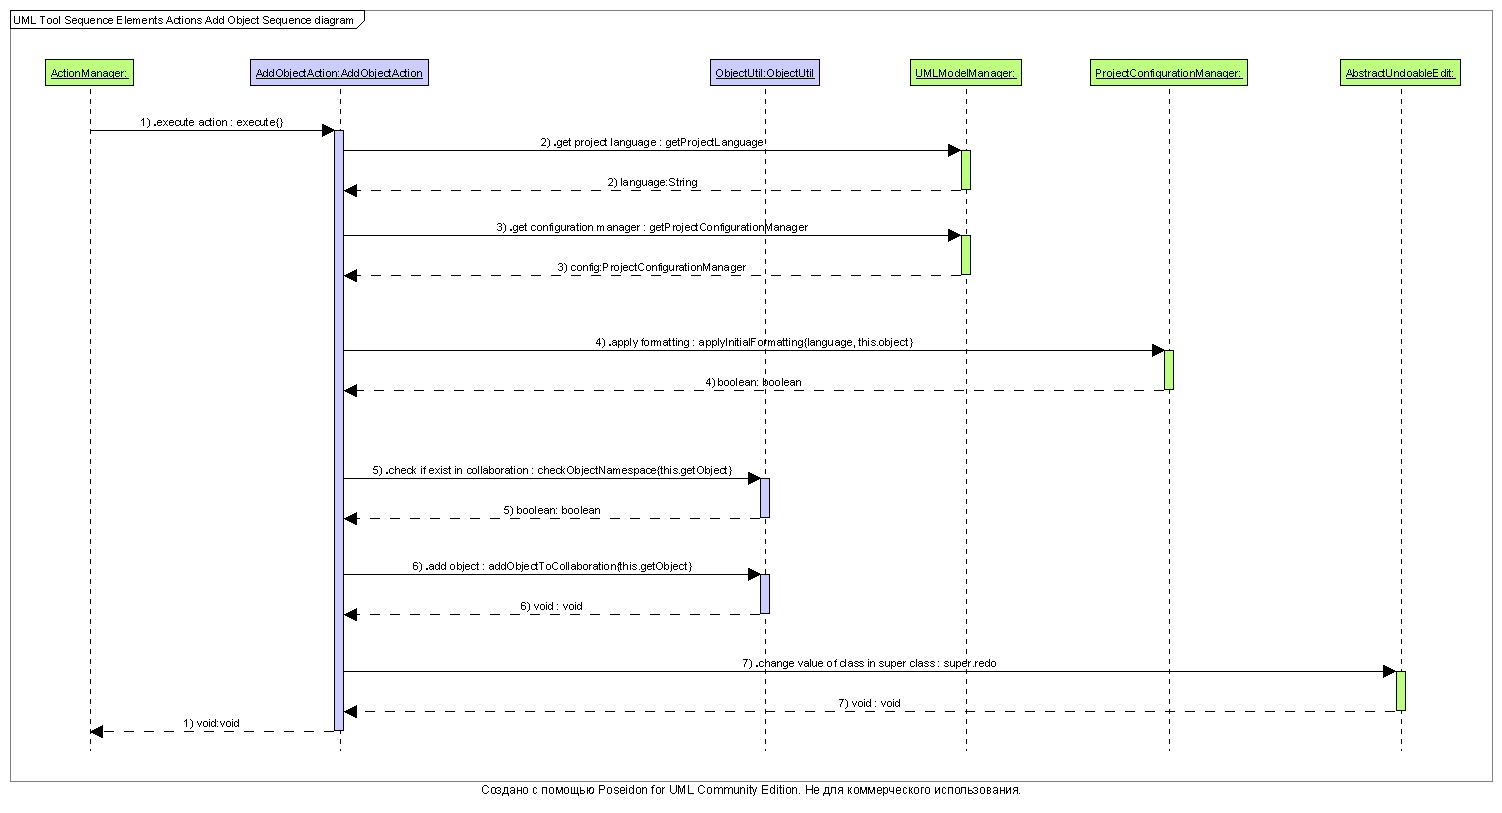 UML Tool Sequence Elements Actions Add Object Sequence diagram
ActionManager:
AddObjectAction:AddObjectAction
ObjectUtil:ObjectUtil
UMLModelManager:
ProjectConfigurationManager:
AbstractUndoableEdit:
1) .execute action : execute{}
2) .get project language : getProjectLanguage
2) language:String
3) .get configuration manager : getProjectConfigurationManager
3) config:ProjectConfigurationManager
4) .apply formatting : applyInitialFormatting{language, this.object}
4) boolean: boolean
5) .check if exist in collaboration : checkObjectNamespace{this.getObject}
5) boolean: boolean
6) .add object : addObjectToCollaboration{this.getObject}
6) void : void
7) .change value of class in super class : super.redo
7) void : void
1) void:void
Создано с помощью Poseidon for UML Community Edition. Не для коммерческого использования.